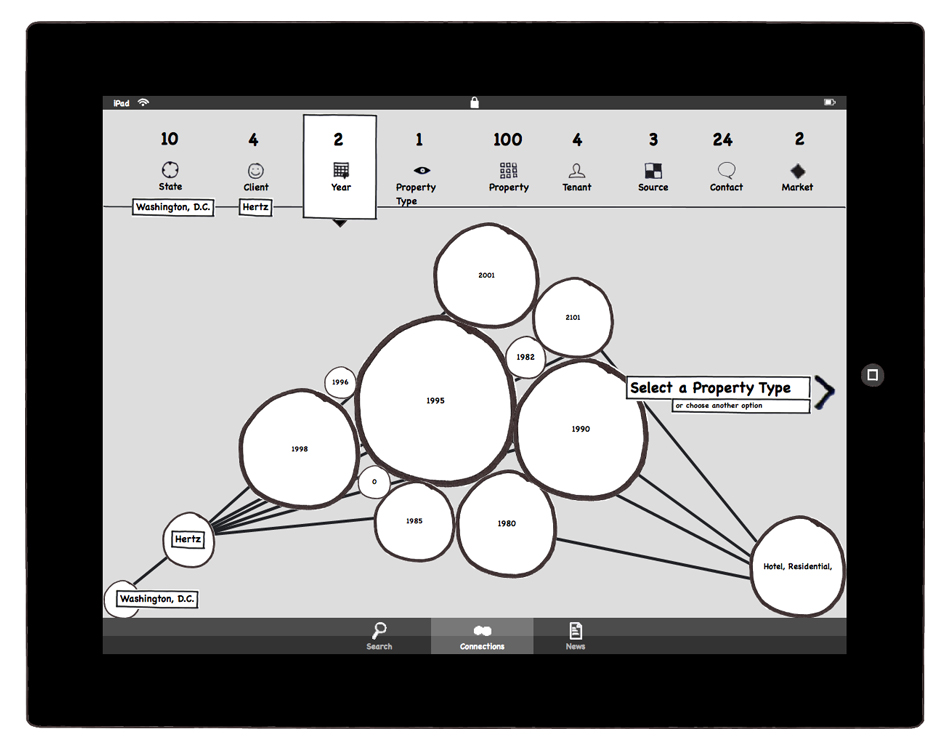 iPad
10 4 2 1 100 4 3 24 2
State Client Year Property Type Property Tenant Source Contact Market
Washington, D.C. Hertz
2001
2101
1982
1996
Select a Property Type
or choose another option
1995
1990
1998
0
1985
1980
Hertz
Hotel, Residential,
Washington, D.C.
Search Connections News